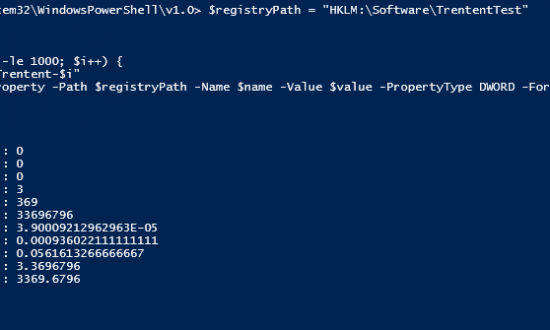 tem32\WindowsPowerShell\v1.0> $registryPath = "HKLM:\Software\TrententTest"
-le 1000; $i++) {
Trentent-$i"
roperty -Path $registryPath -Name $name -Value $value -PropertyType DWORD -For
: 0
: 0
: 0
: 3
: 369
: 33696796
: 3.90009212962963E-05
: 0.000936022111111111
: 0.0561613266666667
: 3.3696796
: 3369.6796